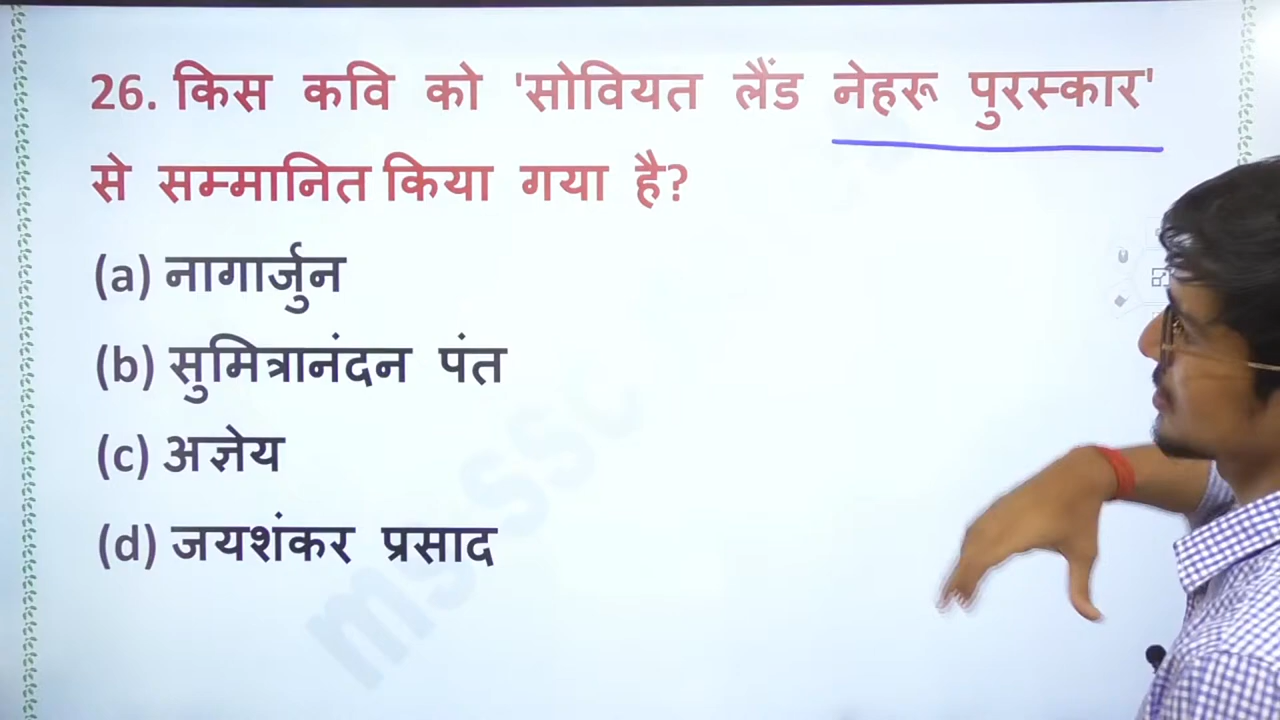 26. किस कवि को 'सोवियत लैंड नेहरू पुरस्कार'
से सम्मानित किया गया है?
(a) नागार्जुन
(b) सुमित्रानंदन पंत
(c) अज्ञेय
(d) जयशंकर प्रसाद